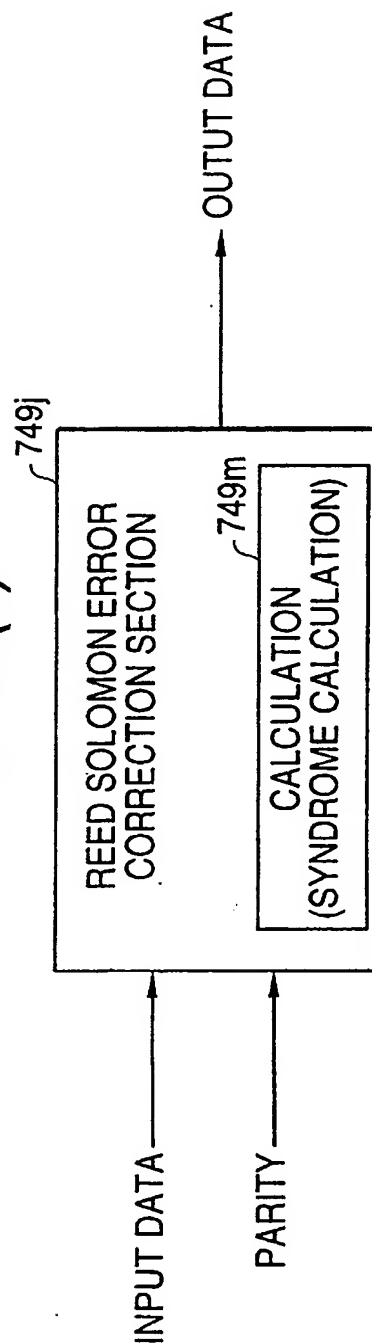 749j
REED SOLOMON ERROR
CORRECTION SECTION
749m
CALCULATION
(SYNDROME CALCULATION)
INPUT DATA
PARITY
OUTUT DATA